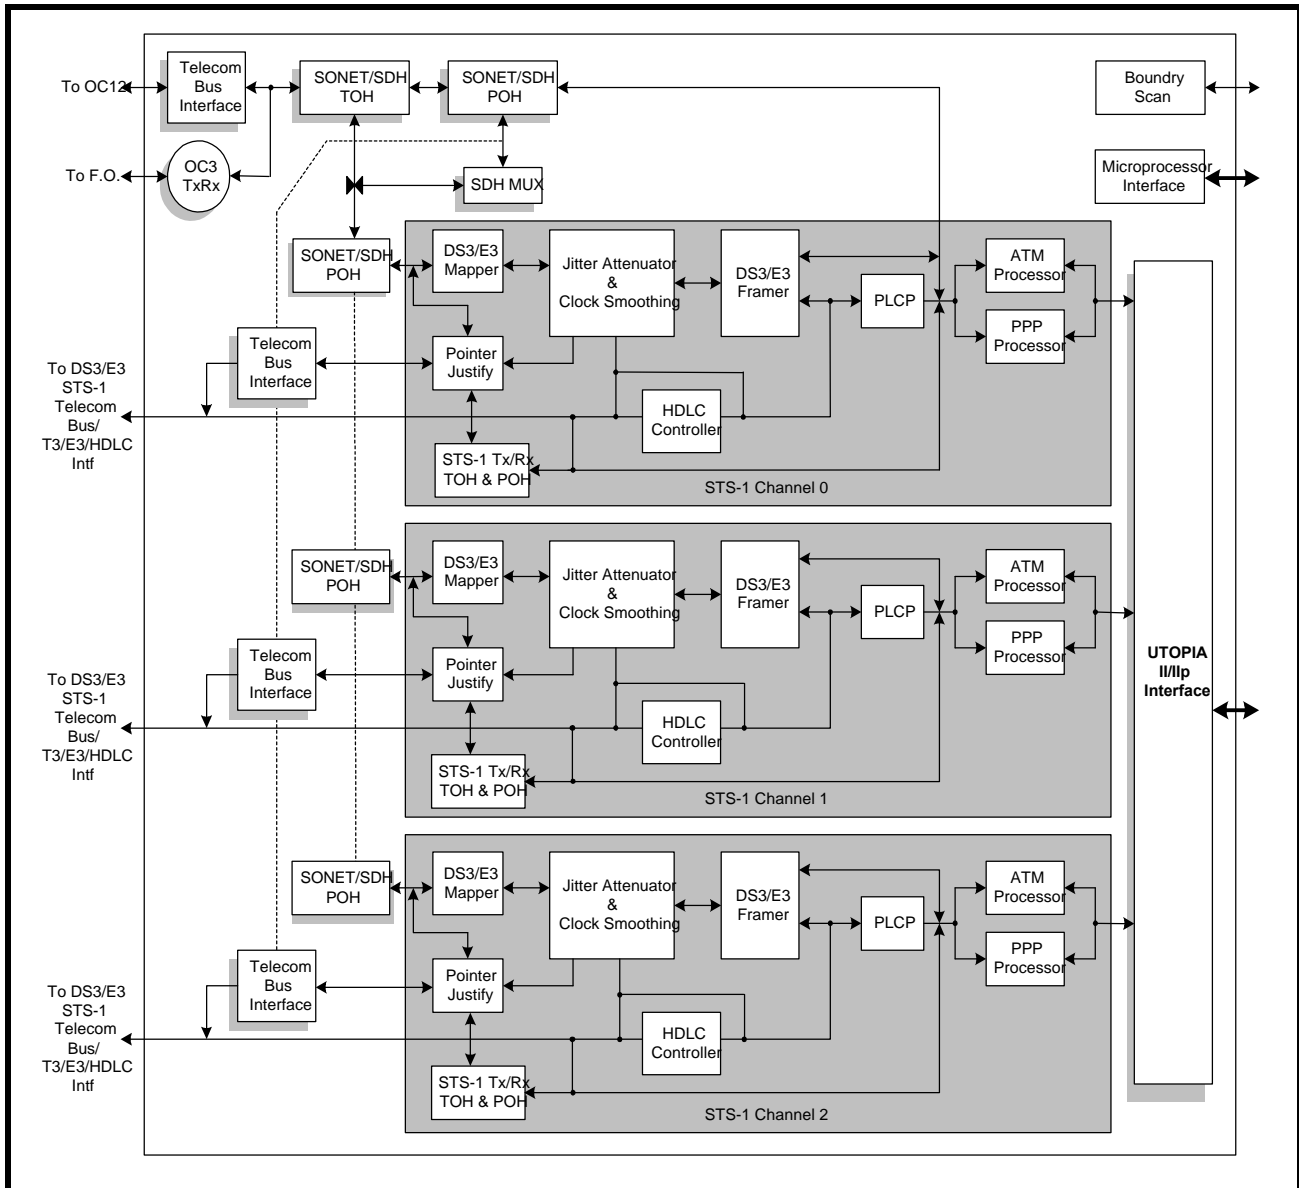 To OC12
Telecom
Bus
Interface
SONET/SDH
TOH
SONET/SDH
POH
Boundry
Scan
To F.O.
OC3
TxRx
SDH MUX
Microprocessor
Interface
SONET/SDH
POH
DS3/E3
Mapper
Jitter Attenuator
&
Clock Smoothing
DS3/E3
Framer
PLCP
ATM
Processor
PPP
Processor
Telecom
Bus
Interface
Pointer
Justify
To DS3/E3
STS-1
Telecom
Bus/
T3/E3/HDLC
Intf
HDLC
Controller
STS-1 Tx/Rx
TOH & POH
STS-1 Channel 0
SONET/SDH
POH
DS3/E3
Mapper
Jitter Attenuator
&
Clock Smoothing
DS3/E3
Framer
PLCP
ATM
Processor
PPP
Processor
Telecom
Bus
Interface
Pointer
Justify
To DS3/E3
STS-1
Telecom
Bus/
T3/E3/HDLC
Intf
HDLC
Controller
STS-1 Tx/Rx
TOH & POH
STS-1 Channel 1
UTOPIA
II/IIp
Interface
SONET/SDH
POH
DS3/E3
Mapper
Jitter Attenuator
&
Clock Smoothing
DS3/E3
Framer
PLCP
ATM
Processor
PPP
Processor
Telecom
Bus
Interface
Pointer
Justify
To DS3/E3
STS-1
Telecom
Bus/
T3/E3/HDLC
Intf
HDLC
Controller
STS-1 Tx/Rx
TOH & POH
STS-1 Channel 2